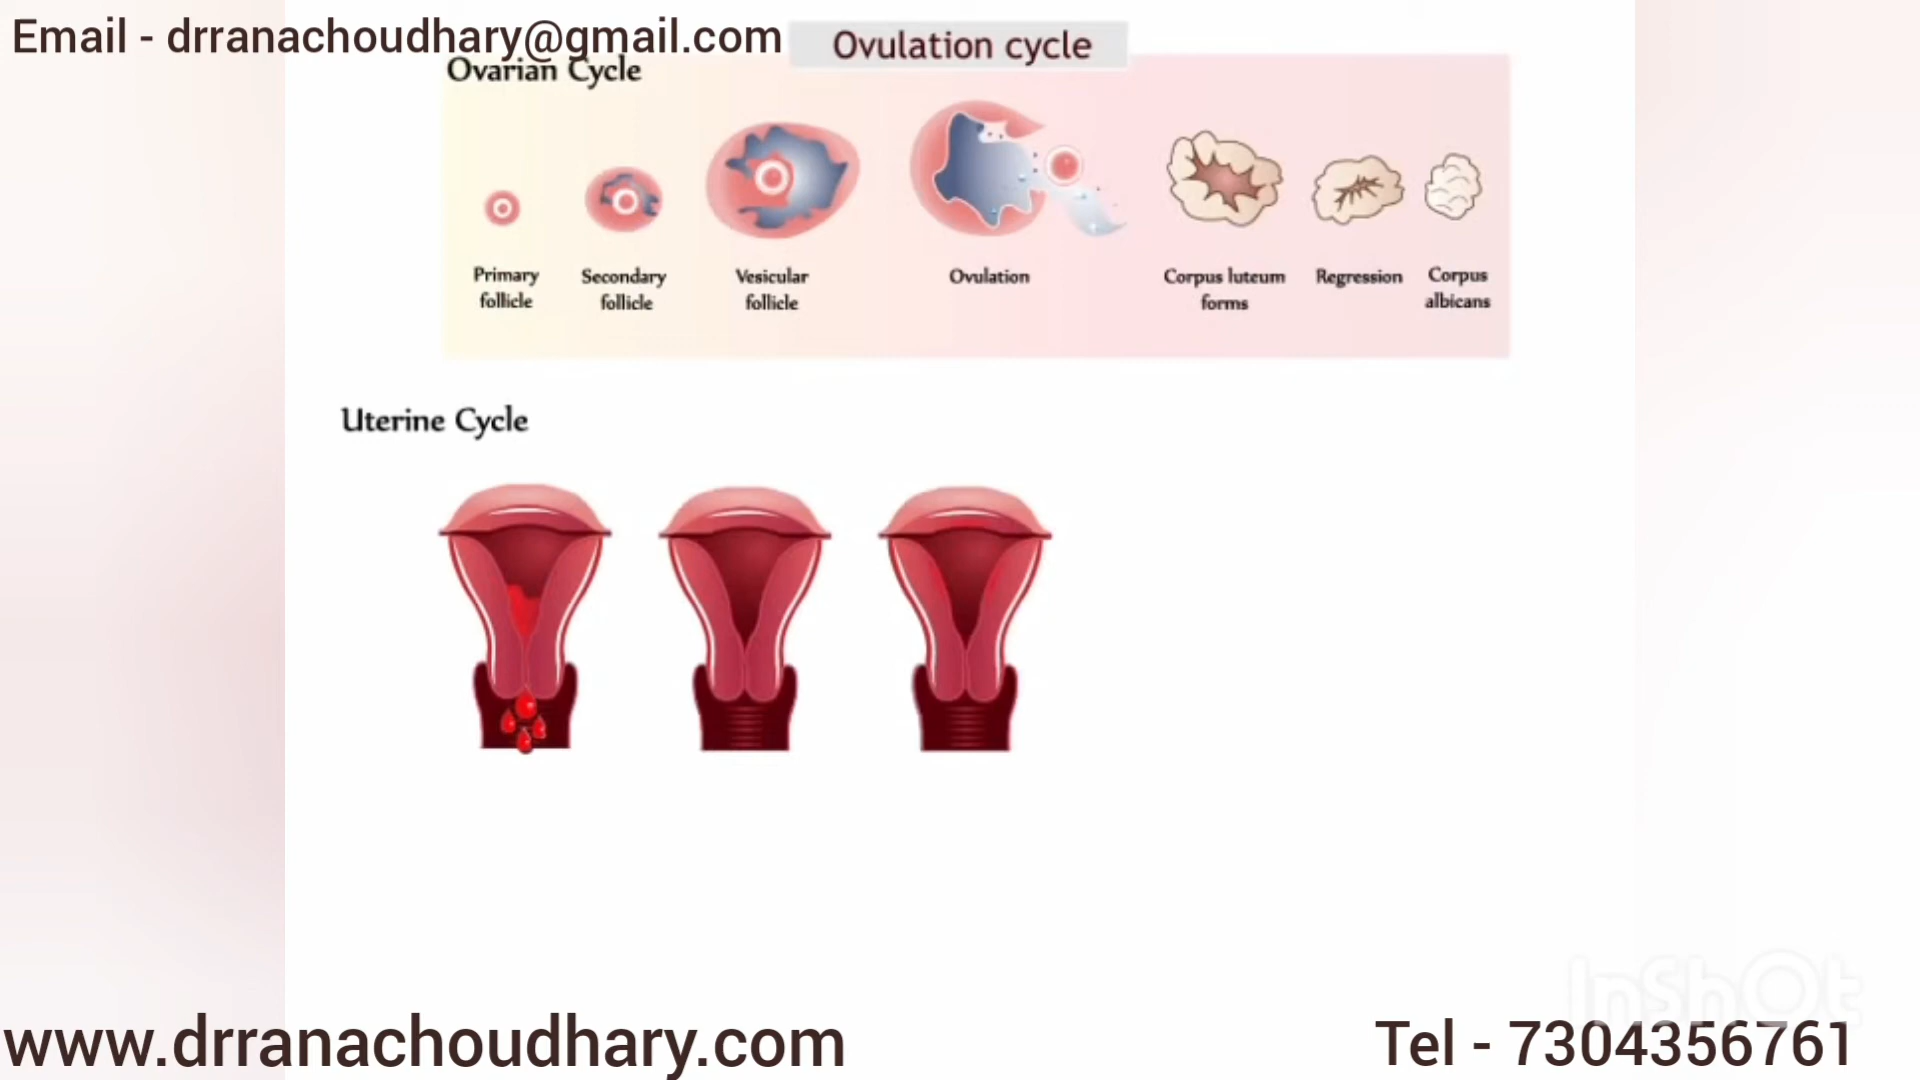 Email - drranachoudhary@gmail.com
Ovulation cycle
Ovarian Cycle
Primary
follicle
Secondary
follicle
Vesicular
follicle
Ovulation
Corpus luteum
forms
Regression
Corpus
albicans
Uterine Cycle
InShOt
www.drranachoudhary.com
Tel - 7304356761